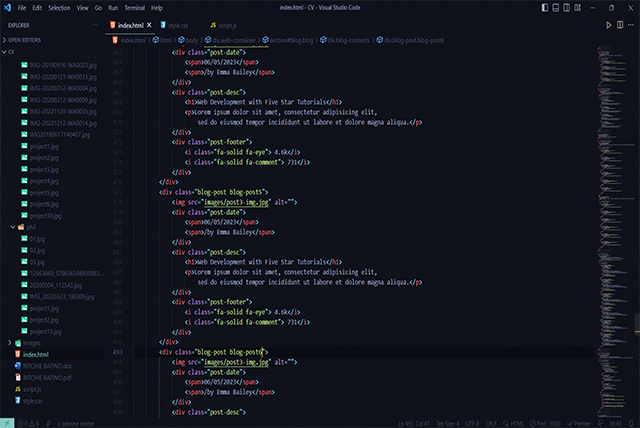 File Edit Selection View Go Run Terminal Help
index.html - CV - Visual Studio Code
EXPLORER
index.html
style.css
script.js
OPEN EDITORS
index.html > html > body > div.web-container > section#blog.blog > div.blog-contents > div.blog-post.blog-post6
CV
<div class="post-date">
<span>06/05/2023</span>
<span>/by Emma Bailey</span>
</div>
<div class="post-desc">
<h1>Web Development with Five Star Tutorials</h1>
<p>Lorem ipsum dolor sit amet, consectetur adipisicing elit,
sed do eiusmod tempor incididunt ut labore et dolore magna aliqua.</p>
</div>
<div class="post-footer">
<i class="fa-solid fa-eye"> 4.6k</i>
<i class="fa-solid fa-comment"> 731</i>
</div>
</div>
<div class="blog-post blog-post5">
<img src="images/post3-img.jpg" alt="">
<div class="post-date">
<span>06/05/2023</span>
<span>/by Emma Bailey</span>
</div>
<div class="post-desc">
<h1>Web Development with Five Star Tutorials</h1>
<p>Lorem ipsum dolor sit amet, consectetur adipisicing elit,
sed do eiusmod tempor incididunt ut labore et dolore magna aliqua.</p>
</div>
<div class="post-footer">
<i class="fa-solid fa-eye"> 4.6k</i>
<i class="fa-solid fa-comment"> 731</i>
</div>
</div>
493 <div class="blog-post blog-post6">
<img src="images/post3-img.jpg" alt="">
<div class="post-date">
<span>06/05/2023</span>
<span>/by Emma Bailey</span>
</div>
<div class="post-desc">
IMG-20190316-WA0023.jpg
IMG-20200121-WA0003.jpg
IMG-20200212-WA0004.jpg
IMG-20221212-WA0014.jpg
IMG20180617140407.jpg
project1.jpg
project2.jpg
project3.jpg
project4.jpg
project5.jpg
project10.jpg
01.jpg
02.jpg
03.jpg
20200504_112543.jpg
IMG_20220323_180309.jpg
project1.jpg
project2.jpg
project13.jpg
images
index.html
RITCHIE BATINO.doc
RITCHIE BATINO.pdf
script.js
style.css
tabnine starter
Ln 493, Col 41
Tab Size: 4
UTF-8
CRLF
HTML
Port : 5500
Prettier